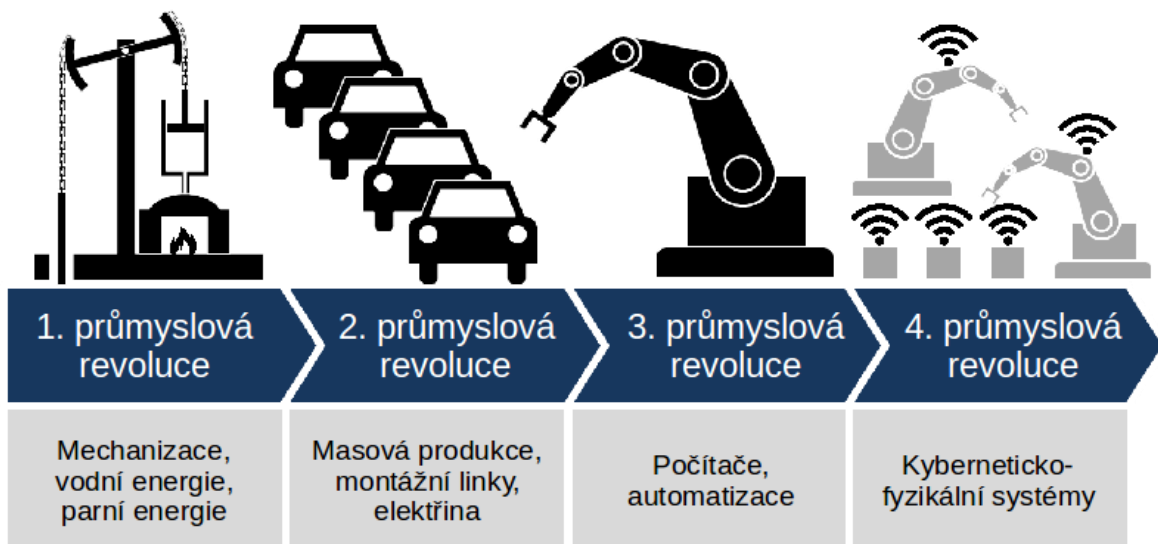 1. průmyslová
revoluce
2. průmyslová
revoluce
3. průmyslová
revoluce
4. průmyslová
revoluce
Mechanizace,
vodní energie,
parní energie
Masová produkce,
montážní linky,
elektřina
Počítače,
automatizace
Kyberneticko-
fyzikální systémy